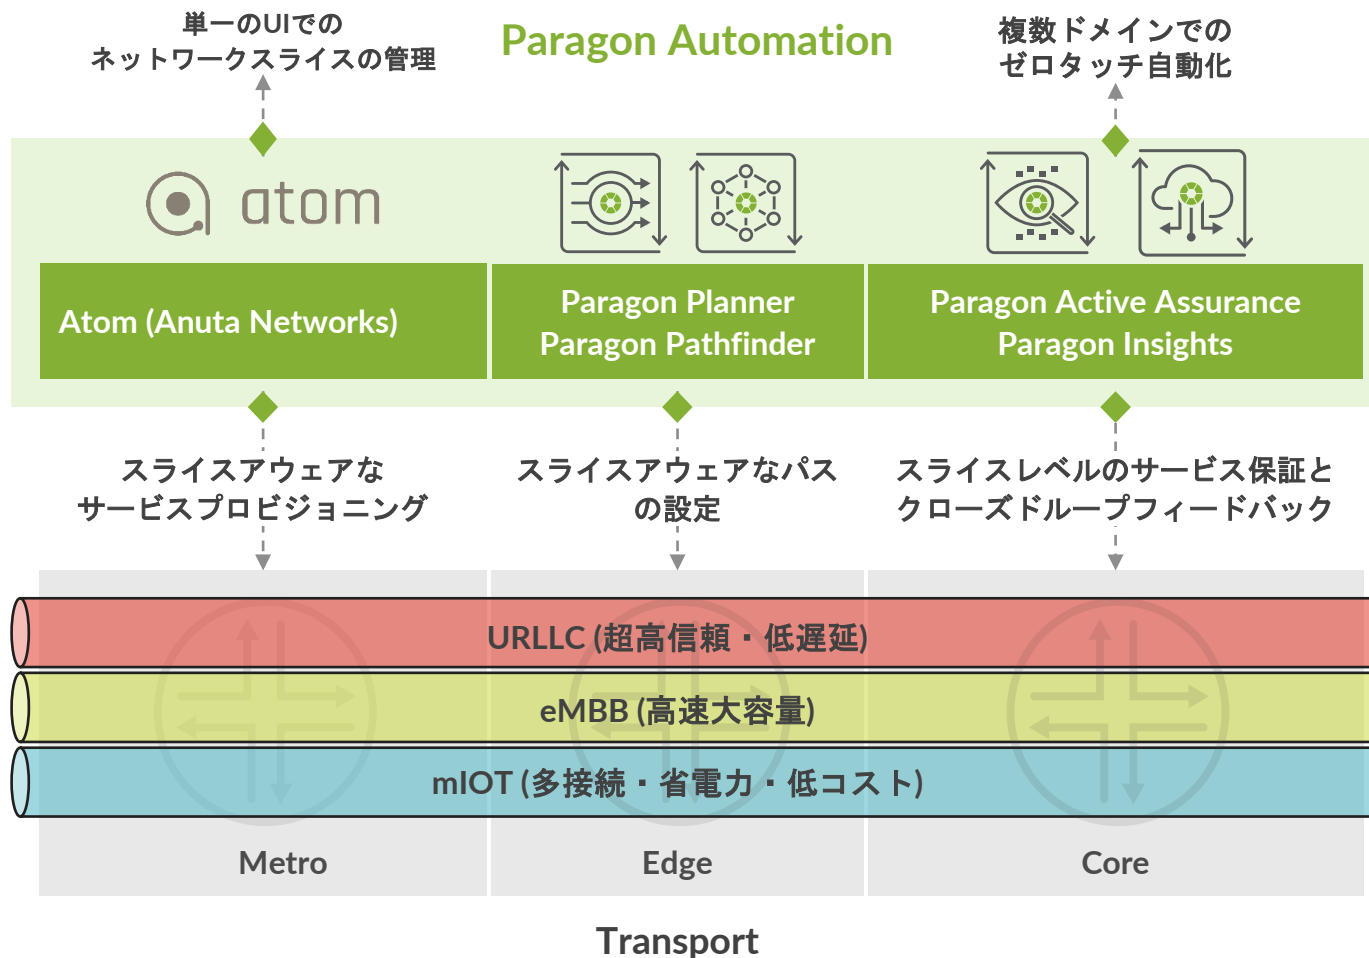 単一のUIでの
ネットワークスライスの管理
Paragon Automation
複数ドメインでの
ゼロタッチ自動化
atom
Atom (Anuta Networks)
Paragon Planner
Paragon Pathfinder
Paragon Active Assurance
Paragon Insights
スライスアウェアな
サービスプロビジョニング
スライスアウェアなパス
の設定
スライスレベルのサービス保証と
クローズドループフィードバック
URLLC (超高信頼・低遅延)
eMBB (高速大容量)
mIOT (多接続・省電力・低コスト)
Metro
Edge
Core
Transport